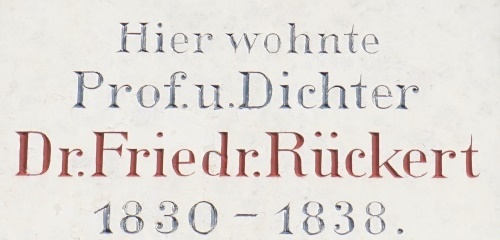 Hier wohnte
Prof.u.Dichter
Dr.Friedr.Rückert
1830 – 1838.